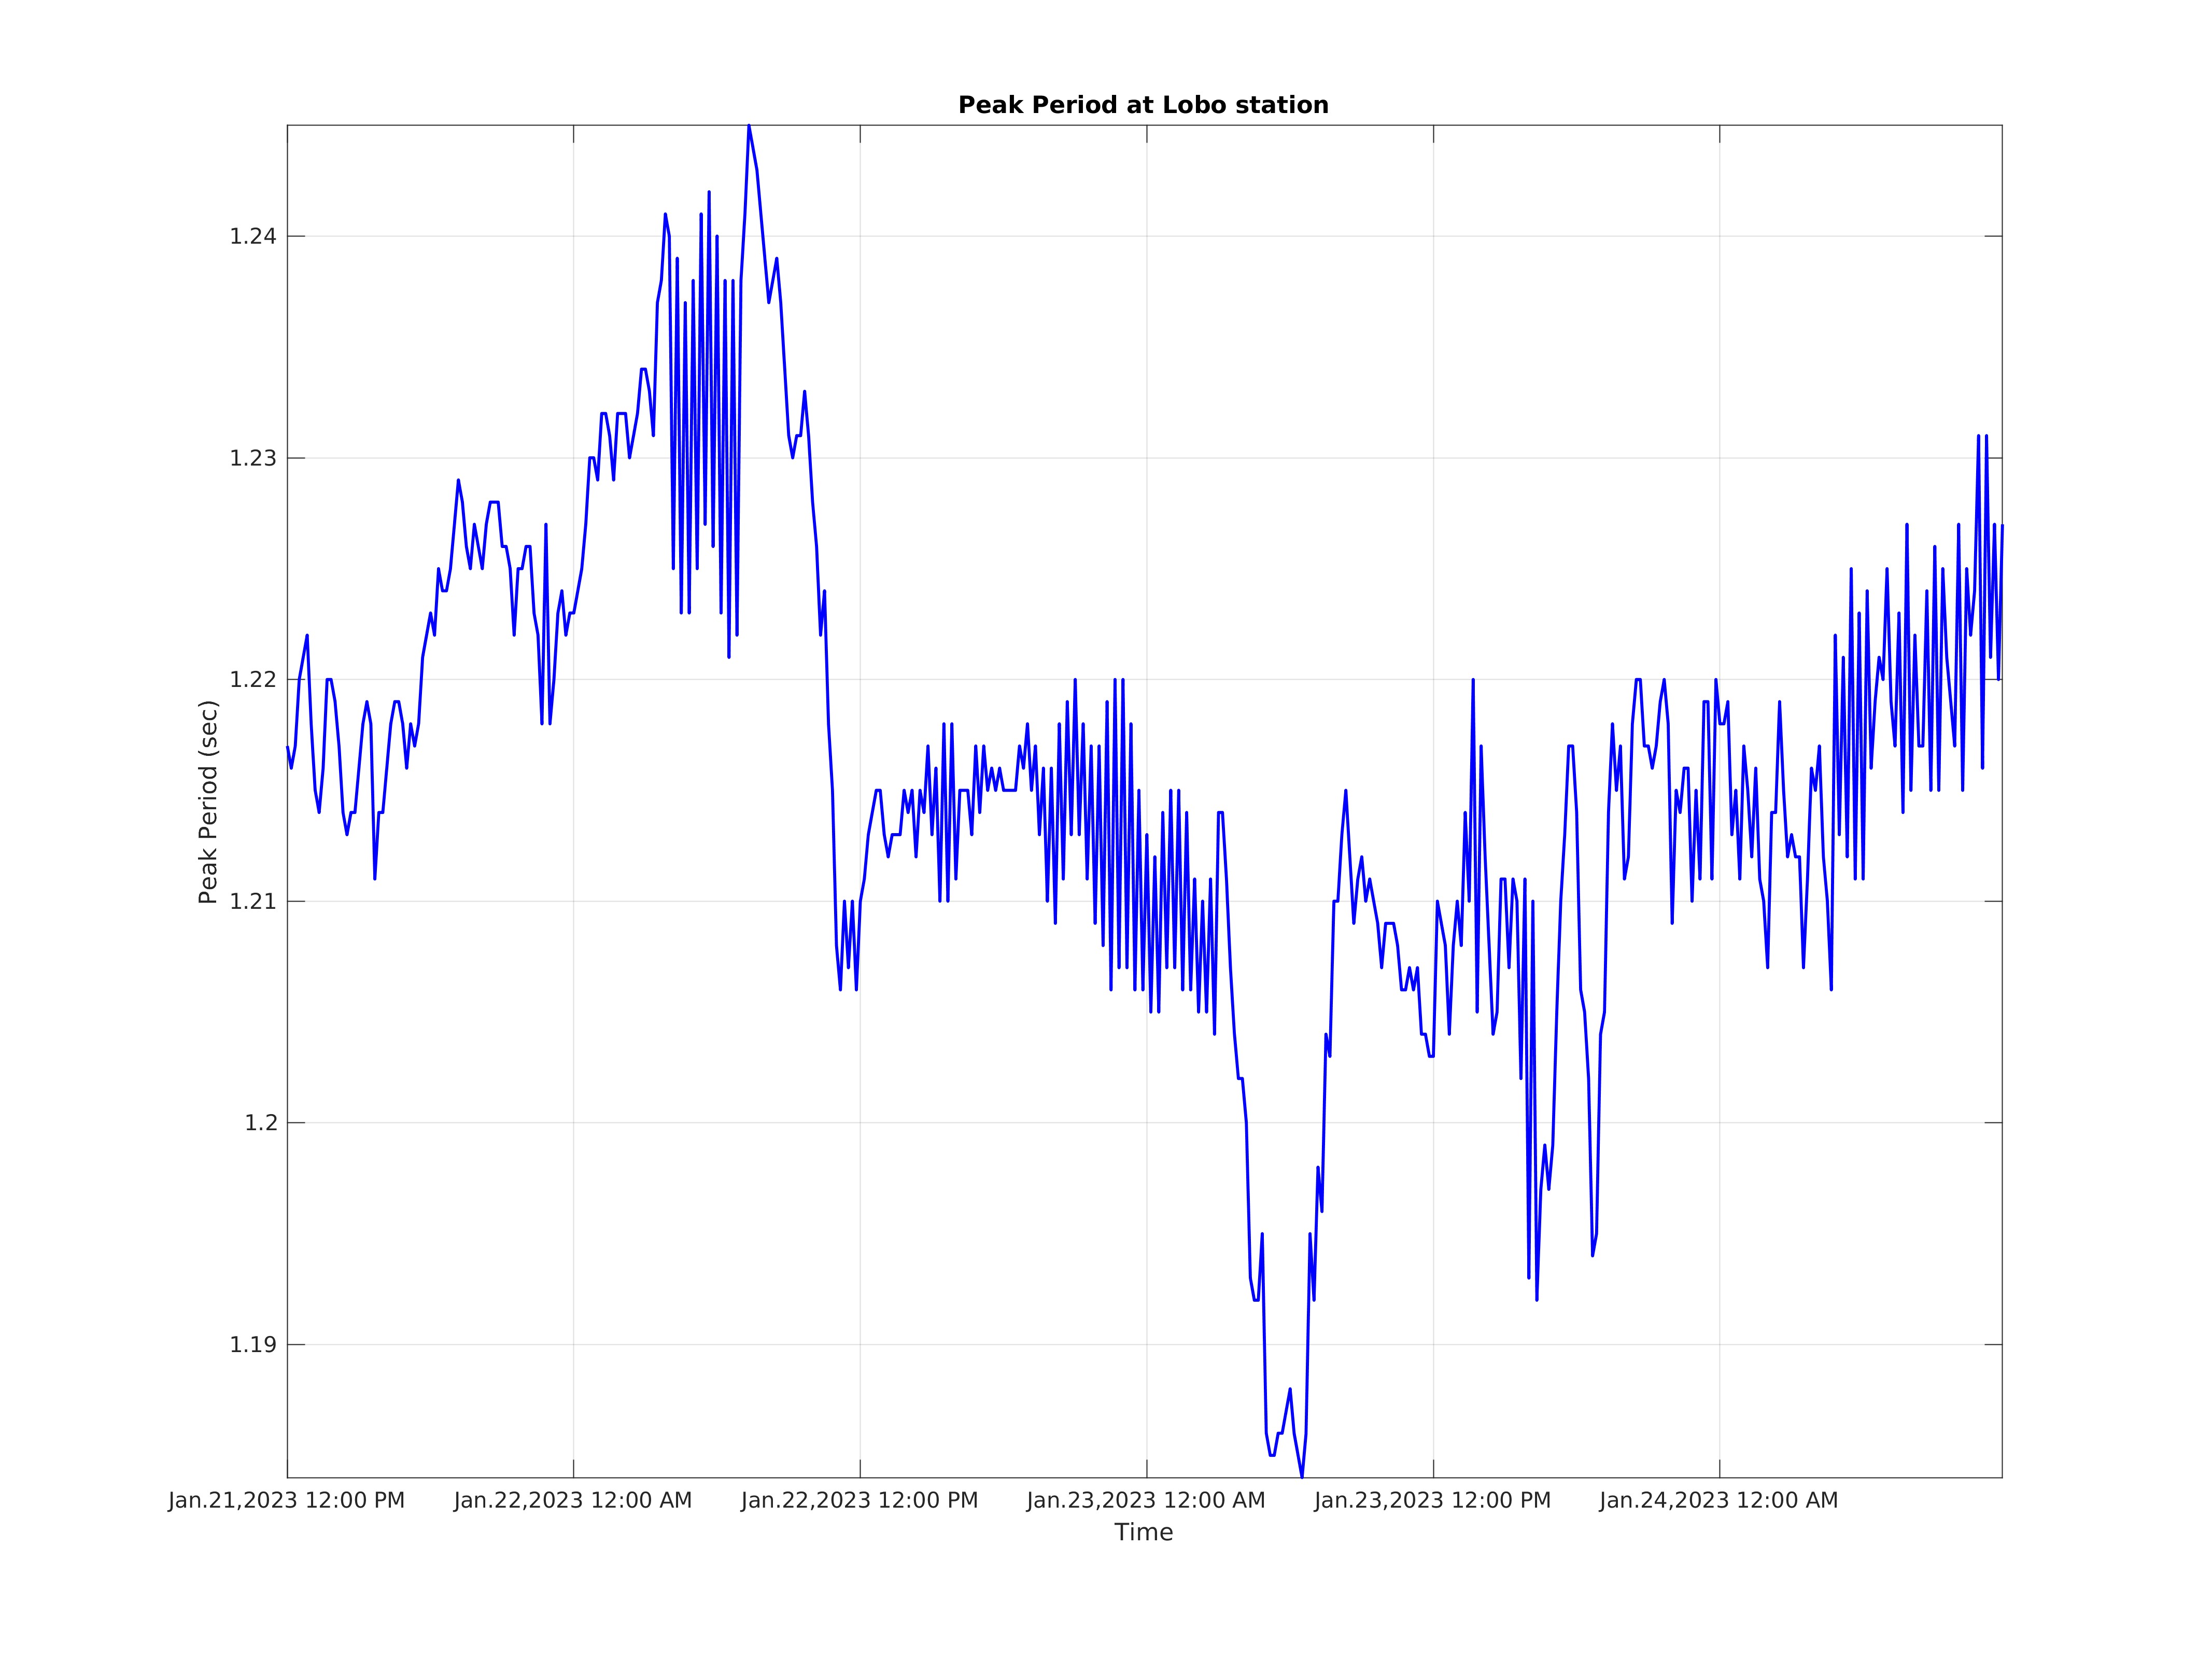 Peak Period at Lobo station
Peak Period (sec)
1.24
1.23
1.22
1.21
1.2
1.19
Jan.21,2023 12:00 PM Jan.22,2023 12:00 AM Jan.22,2023 12:00 PM Jan.23,2023 12:00 AM Jan.23,2023 12:00 PM Jan.24,2023 12:00 AM
Time